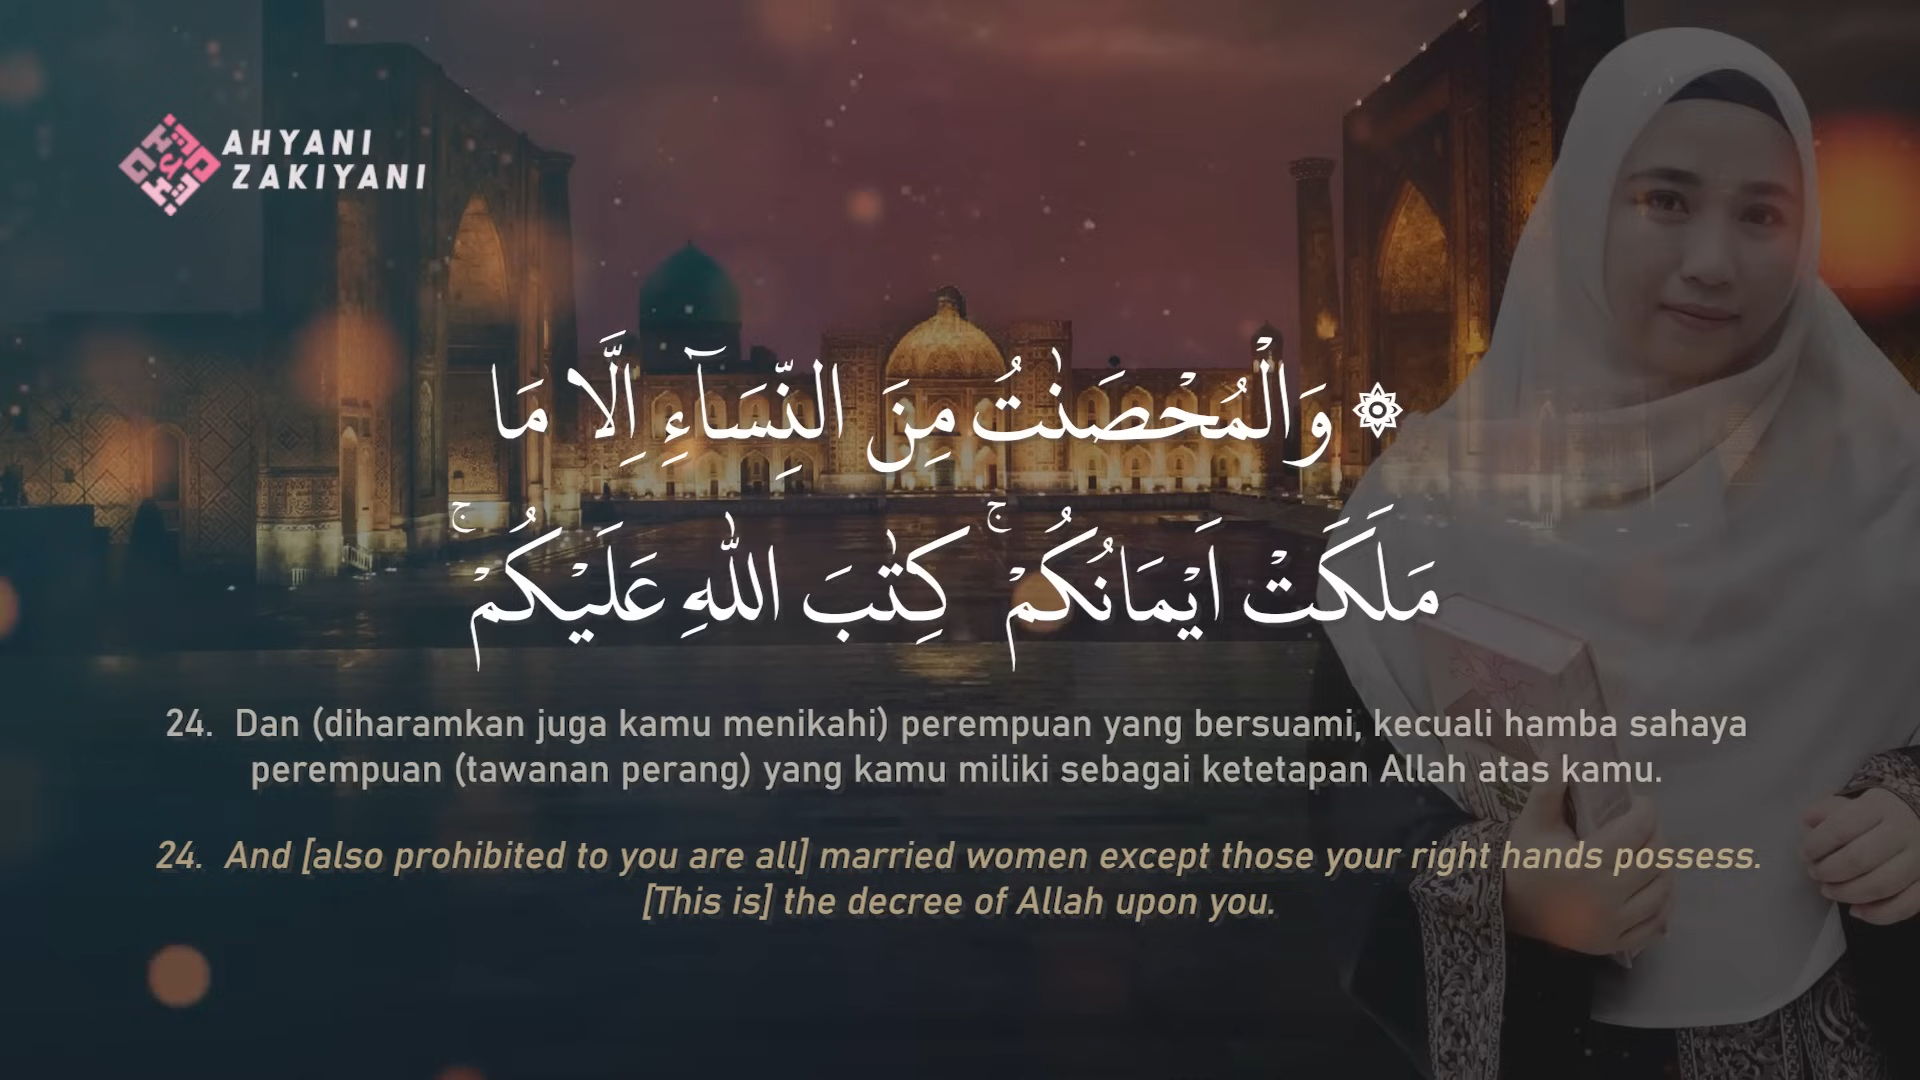 AHYANI
ZAKIYANI
۞ وَالْمُحْصَنٰتُ مِنَ النِّسَاۤءِ اِلَّا مَا
مَلَكَتْ اَيْمَانُكُمْ ۚ كِتٰبَ اللّٰهِ عَلَيْكُمْ ۚ
24. Dan (diharamkan juga kamu menikahi) perempuan yang bersuami, kecuali hamba sahaya
perempuan (tawanan perang) yang kamu miliki sebagai ketetapan Allah atas kamu.
24. And [also prohibited to you are all] married women except those your right hands possess.
[This is] the decree of Allah upon you.